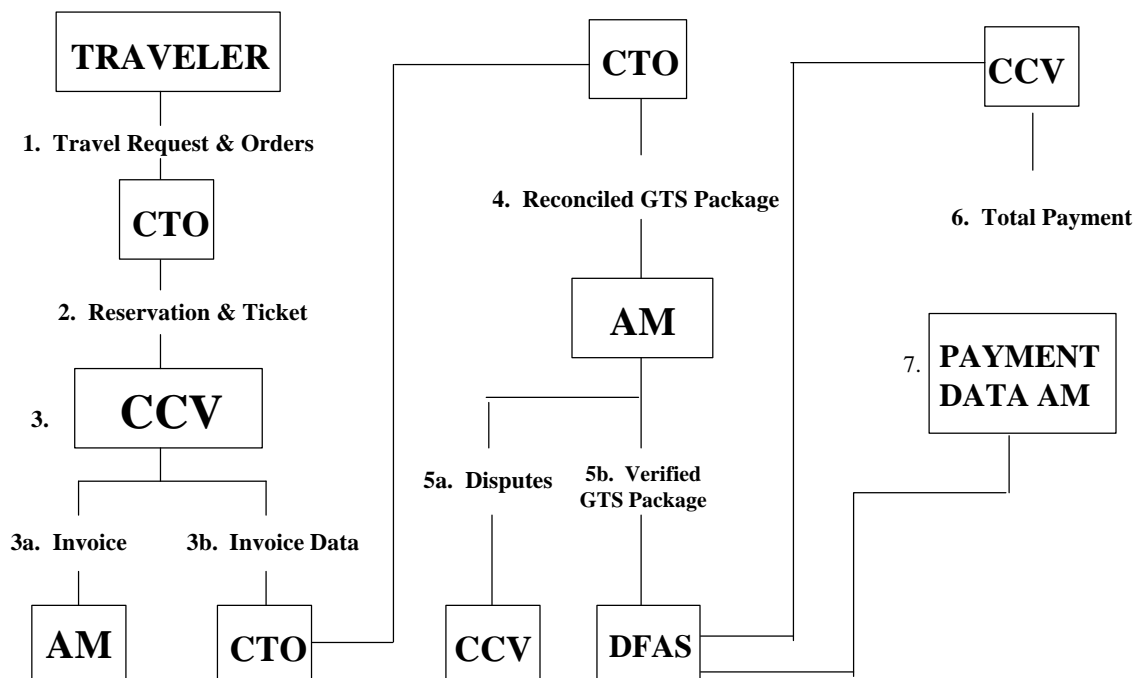 TRAVELER
1. Travel Request & Orders
CTO
2. Reservation & Ticket
3.
CCV
3a. Invoice
3b. Invoice Data
AM
CTO
CTO
4. Reconciled GTS Package
AM
5a. Disputes
5b. Verified
GTS Package
CCV
DFAS
CCV
6. Total Payment
7.
PAYMENT
DATA AM